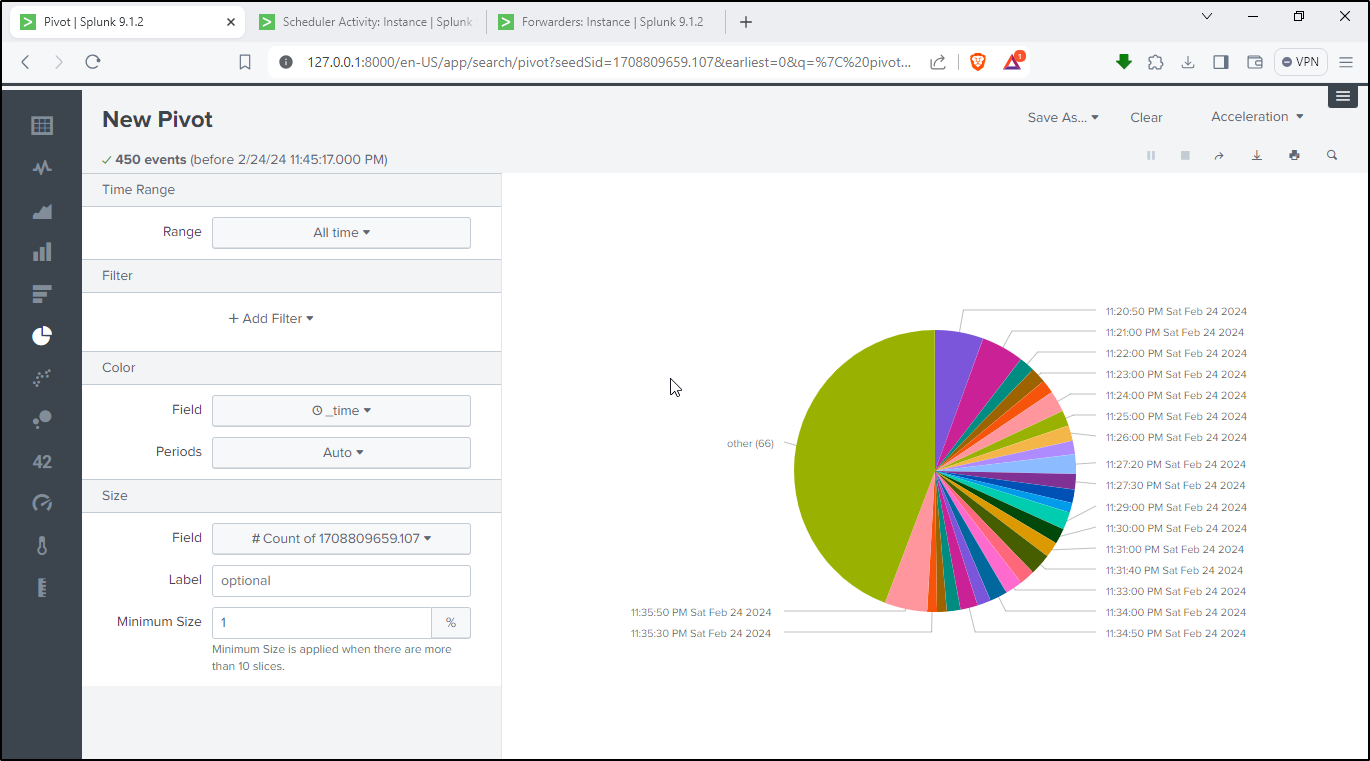 Pivot | Splunk 9.1.2
Scheduler Activity: Instance | Splunk
Forwarders: Instance | Splunk 9.1.2
127.0.0.1:8000/en-US/app/search/pivot?seedSid=1708809659.107&earliest=0&q=%7C%20pivot...
1
VPN
New Pivot
Save As...
Clear
Acceleration
450 events (before 2/24/24 11:45:17.000 PM)
Time Range
Range
All time
Filter
+ Add Filter
Color
Field
_time
Periods
Auto
Size
Field
# Count of 1708809659.107
Label
optional
Minimum Size
1
%
Minimum Size is applied when there are more
than 10 slices.
42
11:20:50 PM Sat Feb 24 2024
11:21:00 PM Sat Feb 24 2024
11:22:00 PM Sat Feb 24 2024
11:23:00 PM Sat Feb 24 2024
11:24:00 PM Sat Feb 24 2024
11:25:00 PM Sat Feb 24 2024
11:26:00 PM Sat Feb 24 2024
11:27:20 PM Sat Feb 24 2024
11:27:30 PM Sat Feb 24 2024
11:29:00 PM Sat Feb 24 2024
11:30:00 PM Sat Feb 24 2024
11:31:00 PM Sat Feb 24 2024
11:31:40 PM Sat Feb 24 2024
11:33:00 PM Sat Feb 24 2024
11:34:00 PM Sat Feb 24 2024
11:34:50 PM Sat Feb 24 2024
other (66)
11:35:50 PM Sat Feb 24 2024
11:35:30 PM Sat Feb 24 2024